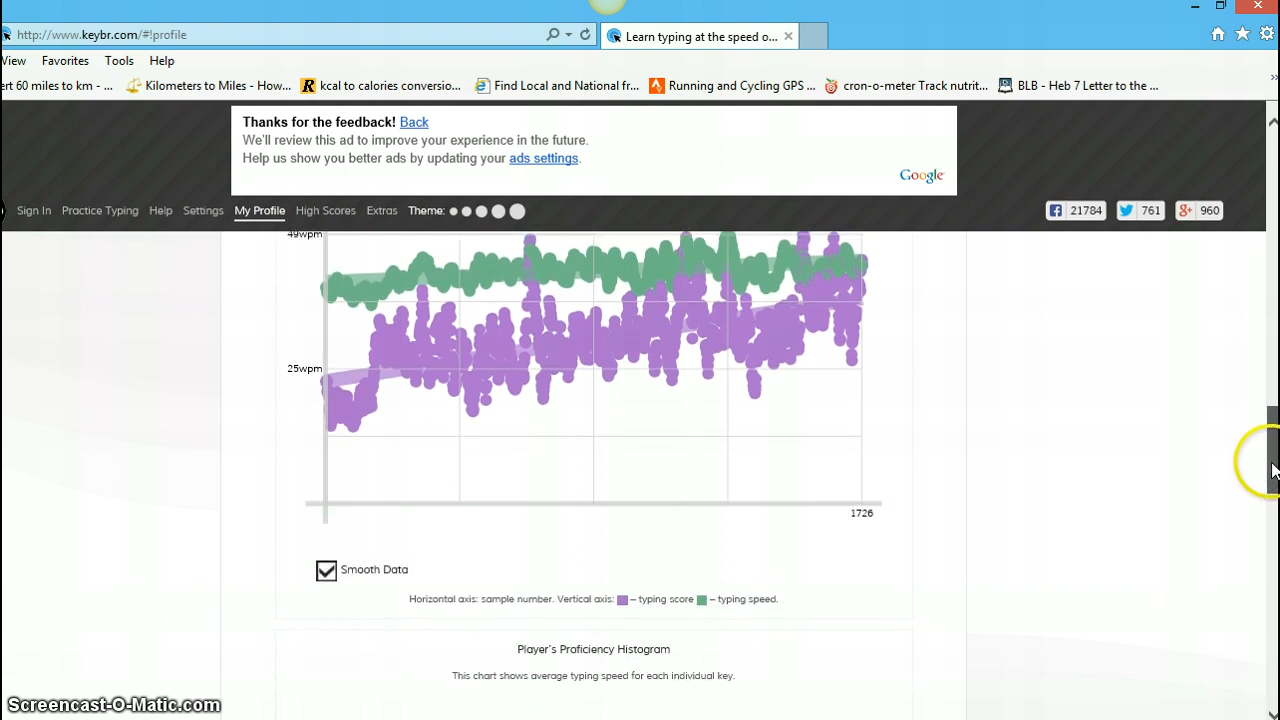 http://www.keybr.com/#!profile
Learn typing at the speed o...
View Favorites Tools Help
ert 60 miles to km - ... Kilometers to Miles - How... kcal to calories conversio... Find Local and National fr... Running and Cycling GPS ... cron-o-meter Track nutrit... BLB - Heb 7 Letter to the ...
Thanks for the feedback! Back
We'll review this ad to improve your experience in the future.
Help us show you better ads by updating your ads settings.
Google
Sign In Practice Typing Help Settings My Profile High Scores Extras Theme: 21784 761 960
49wpm
25wpm
1726
Smooth Data
Horizontal axis: sample number. Vertical axis: – typing score – typing speed.
Player's Proficiency Histogram
This chart shows average typing speed for each individual key.
Screencast-O-Matic.com